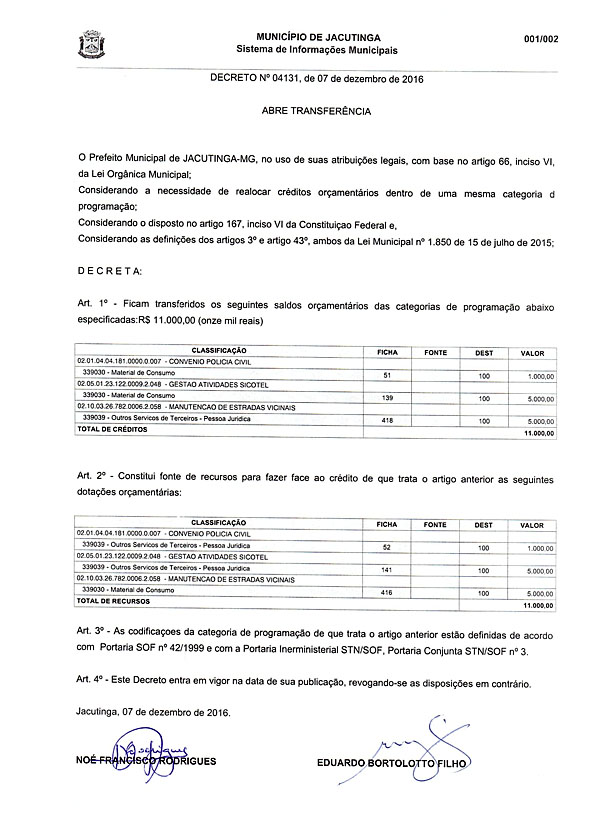 MUNICÍPIO DE JACUTINGA
001/002
Sistema de Informações Municipais
DECRETO Nº 04131, de 07 de dezembro de 2016
ABRE TRANSFERÊNCIA
O Prefeito Municipal de JACUTINGA-MG, no uso de suas atribuições legais, com base no artigo 66, inciso VI,
da Lei Orgânica Municipal;
Considerando a necessidade de realocar créditos orçamentários dentro de uma mesma categoria d
programação;
Considerando o disposto no artigo 167, inciso VI da Constituiçao Federal e,
Considerando as definições dos artigos 3º e artigo 43º, ambos da Lei Municipal nº 1.850 de 15 de julho de 2015;
D E C R E T A:
Art. 1º - Ficam transferidos os seguintes saldos orçamentários das categorias de programação abaixo
especificadas:R$ 11.000,00 (onze mil reais)
CLASSIFICAÇÃO FICHA FONTE DEST VALOR
02.01.04.04.181.0000.0.007 - CONVENIO POLICIA CIVIL
339030 - Material de Consumo 51 100 1.000,00
02.05.01.23.122.0009.2.048 - GESTAO ATIVIDADES SICOTEL
339030 - Material de Consumo 139 100 5.000,00
02.10.03.26.782.0006.2.058 - MANUTENCAO DE ESTRADAS VICINAIS
339039 - Outros Servicos de Terceiros - Pessoa Juridica 418 100 5.000,00
TOTAL DE CRÉDITOS 11.000,00
Art. 2º - Constitui fonte de recursos para fazer face ao crédito de que trata o artigo anterior as seguintes
dotações orçamentárias:
CLASSIFICAÇÃO FICHA FONTE DEST VALOR
02.01.04.04.181.0000.0.007 - CONVENIO POLICIA CIVIL
339039 - Outros Servicos de Terceiros - Pessoa Juridica 52 100 1.000,00
02.05.01.23.122.0009.2.048 - GESTAO ATIVIDADES SICOTEL
339039 - Outros Servicos de Terceiros - Pessoa Juridica 141 100 5.000,00
02.10.03.26.782.0006.2.058 - MANUTENCAO DE ESTRADAS VICINAIS
339030 - Material de Consumo 416 100 5.000,00
TOTAL DE RECURSOS 11.000,00
Art. 3º - As codificaçoes da categoria de programação de que trata o artigo anterior estão definidas de acordo
com Portaria SOF nº 42/1999 e com a Portaria Inerministerial STN/SOF, Portaria Conjunta STN/SOF nº 3.
Art. 4º - Este Decreto entra em vigor na data de sua publicação, revogando-se as disposições em contrário.
Jacutinga, 07 de dezembro de 2016.
NOÉ FRANCISCO RODRIGUES
EDUARDO BORTOLOTTO FILHO